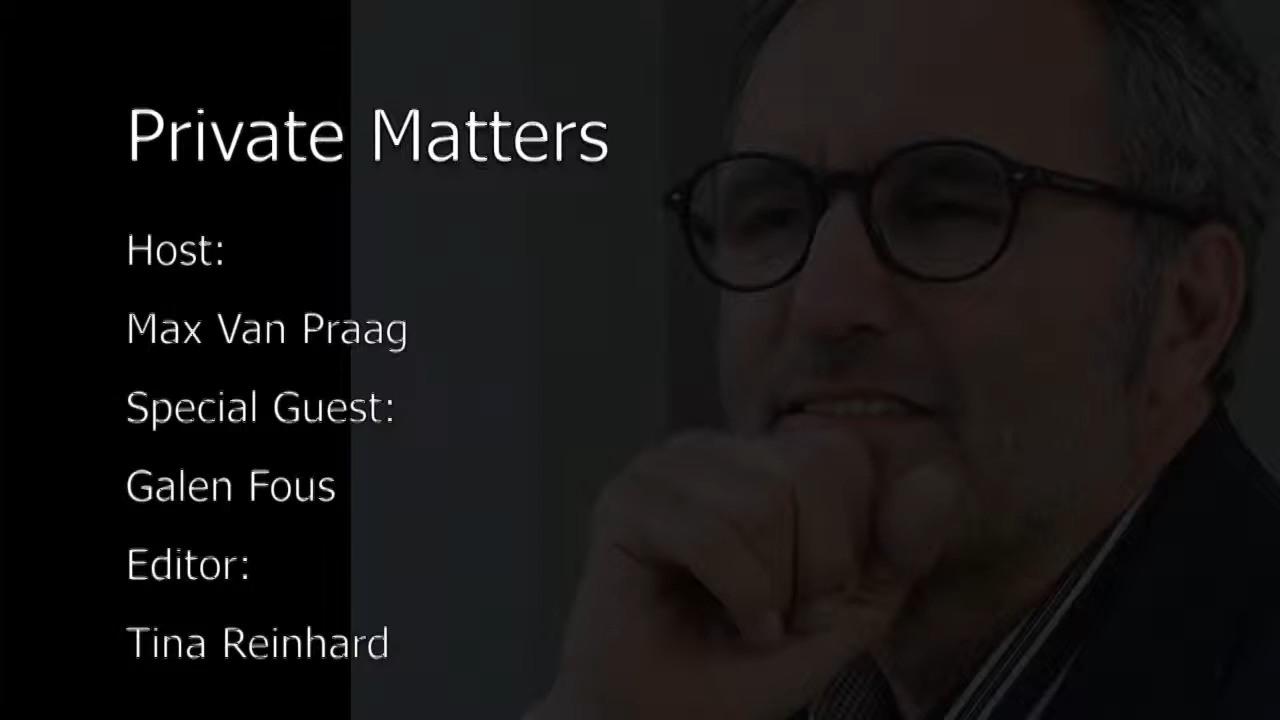 Private Matters
Host:
Max Van Praag
Special Guest:
Galen Fous
Editor:
Tina Reinhard